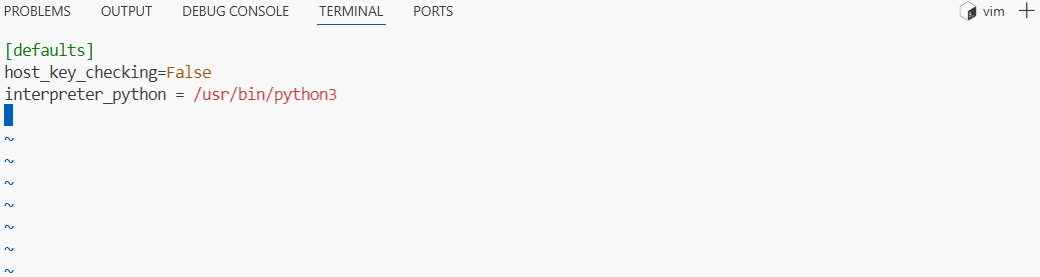 PROBLEMS OUTPUT DEBUG CONSOLE TERMINAL PORTS vim
[defaults]
host_key_checking=False
interpreter_python = /usr/bin/python3
~
~
~
~
~
~
~